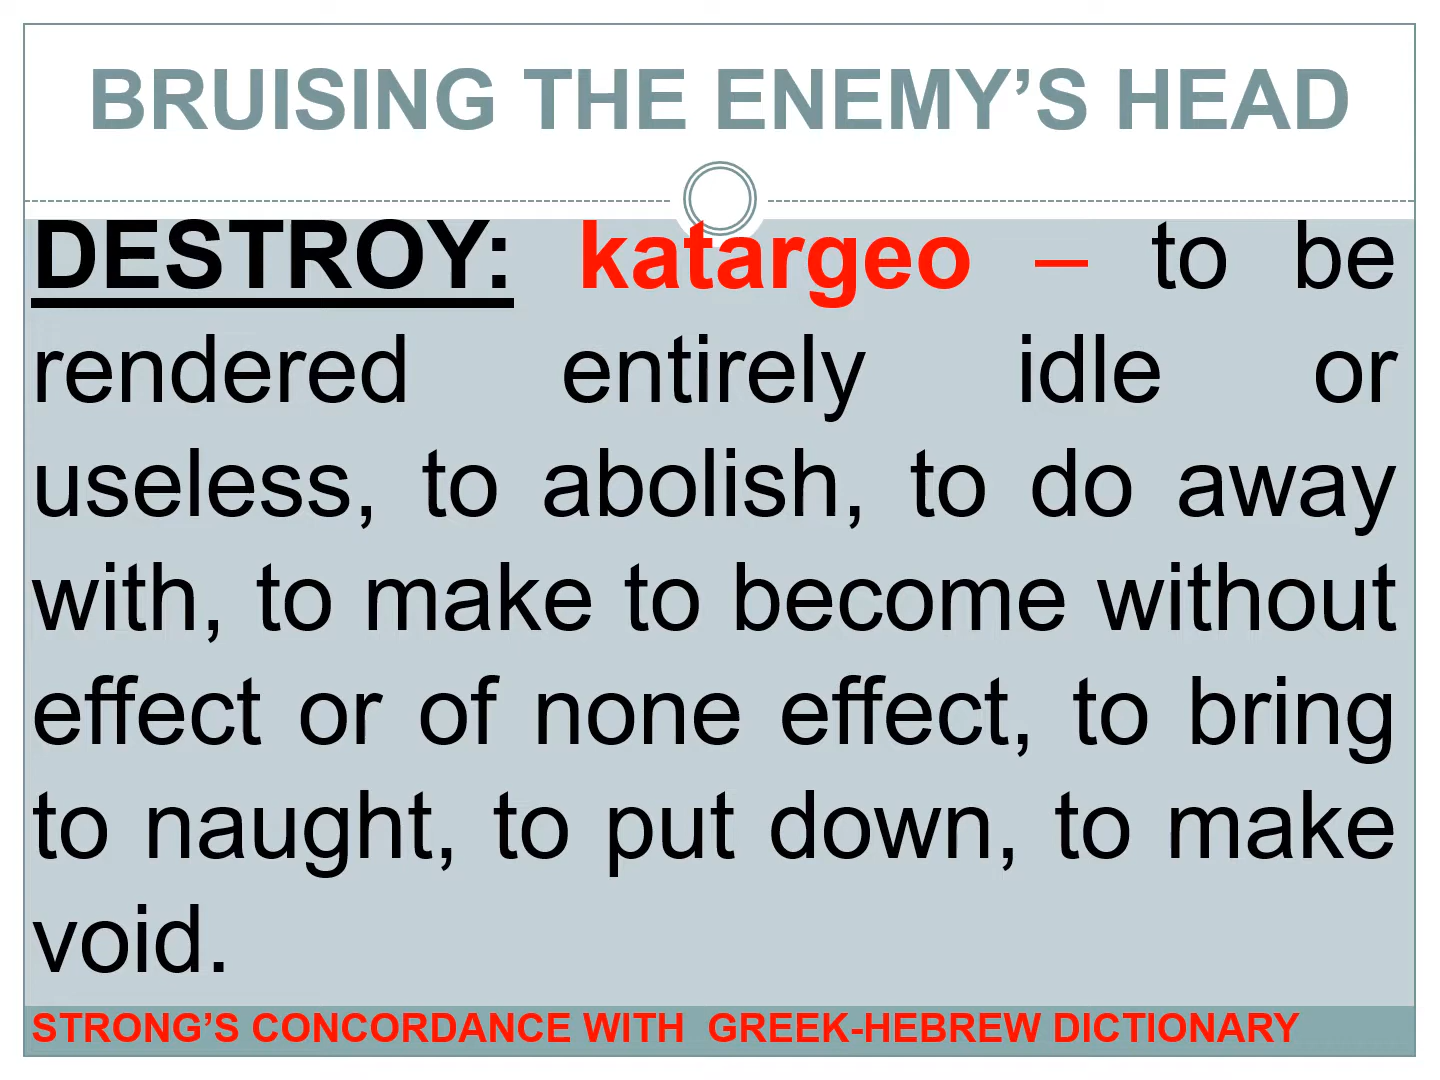 BRUISING THE ENEMY’S HEAD
DESTROY: katargeo – to be
rendered entirely idle or
useless, to abolish, to do away
with, to make to become without
effect or of none effect, to bring
to naught, to put down, to make
void.
STRONG’S CONCORDANCE WITH GREEK-HEBREW DICTIONARY